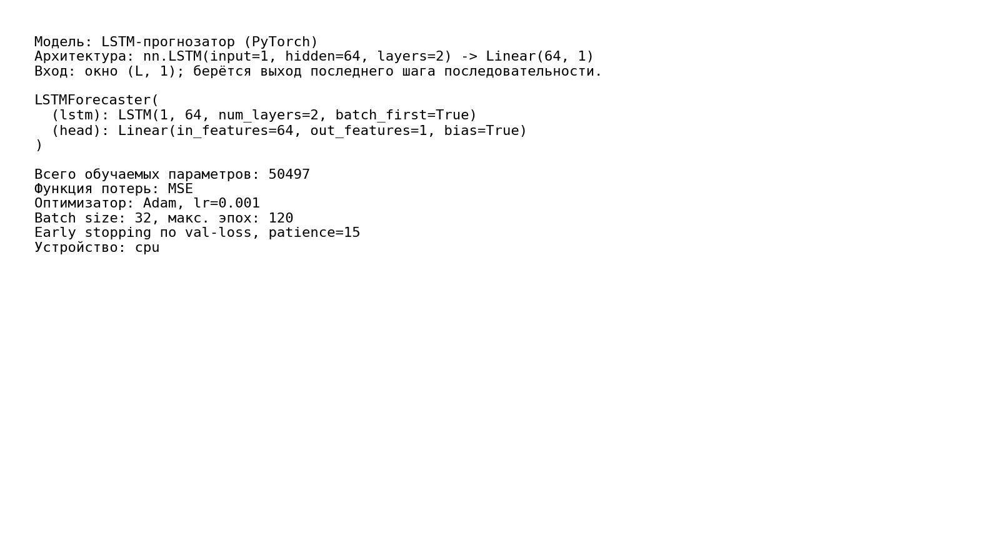 Модель: LSTM-прогнозатор (PyTorch)
Архитектура: nn.LSTM(input=1, hidden=64, layers=2) -> Linear(64, 1)
Вход: окно (L, 1); берётся выход последнего шага последовательности.

LSTMForecaster(
  (lstm): LSTM(1, 64, num_layers=2, batch_first=True)
  (head): Linear(in_features=64, out_features=1, bias=True)
)

Всего обучаемых параметров: 50497
Функция потерь: MSE
Оптимизатор: Adam, lr=0.001
Batch size: 32, макс. эпох: 120
Early stopping по val-loss, patience=15
Устройство: cpu